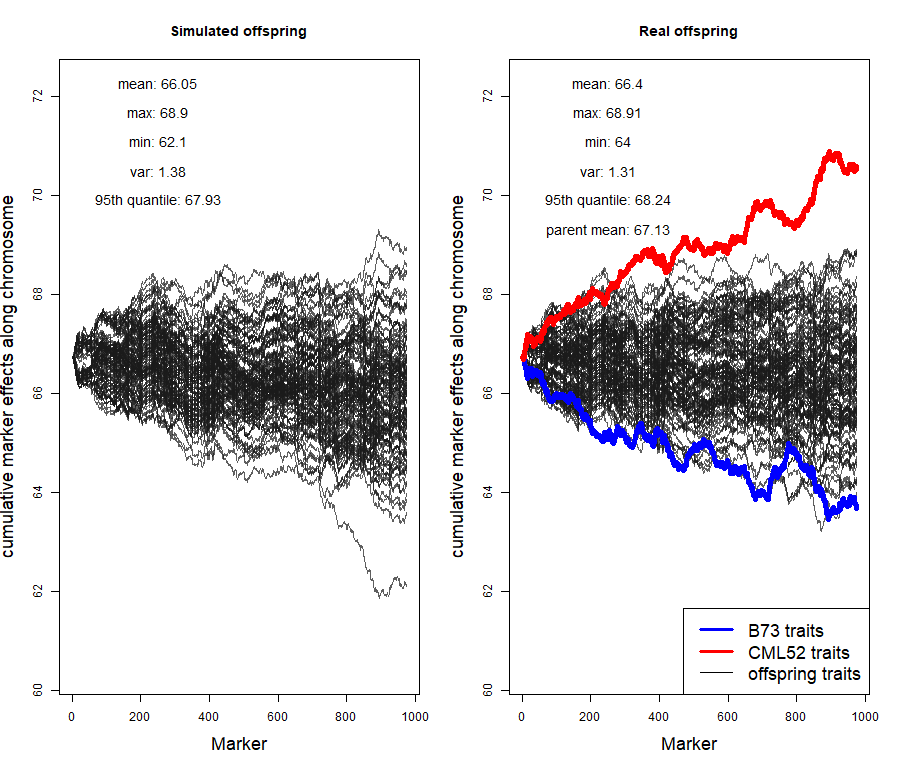 Simulated offspring
mean: 66.05
max: 68.9
min: 62.1
var: 1.38
95th quantile: 67.93
cumulative marker effects along chromosome
60
62
64
66
68
70
72
0 200 400 600 800 1000
Marker
Real offspring
mean: 66.4
max: 68.91
min: 64
var: 1.31
95th quantile: 68.24
parent mean: 67.13
cumulative marker effects along chromosome
60
62
64
66
68
70
72
B73 traits
CML52 traits
offspring traits
0 200 400 600 800 1000
Marker